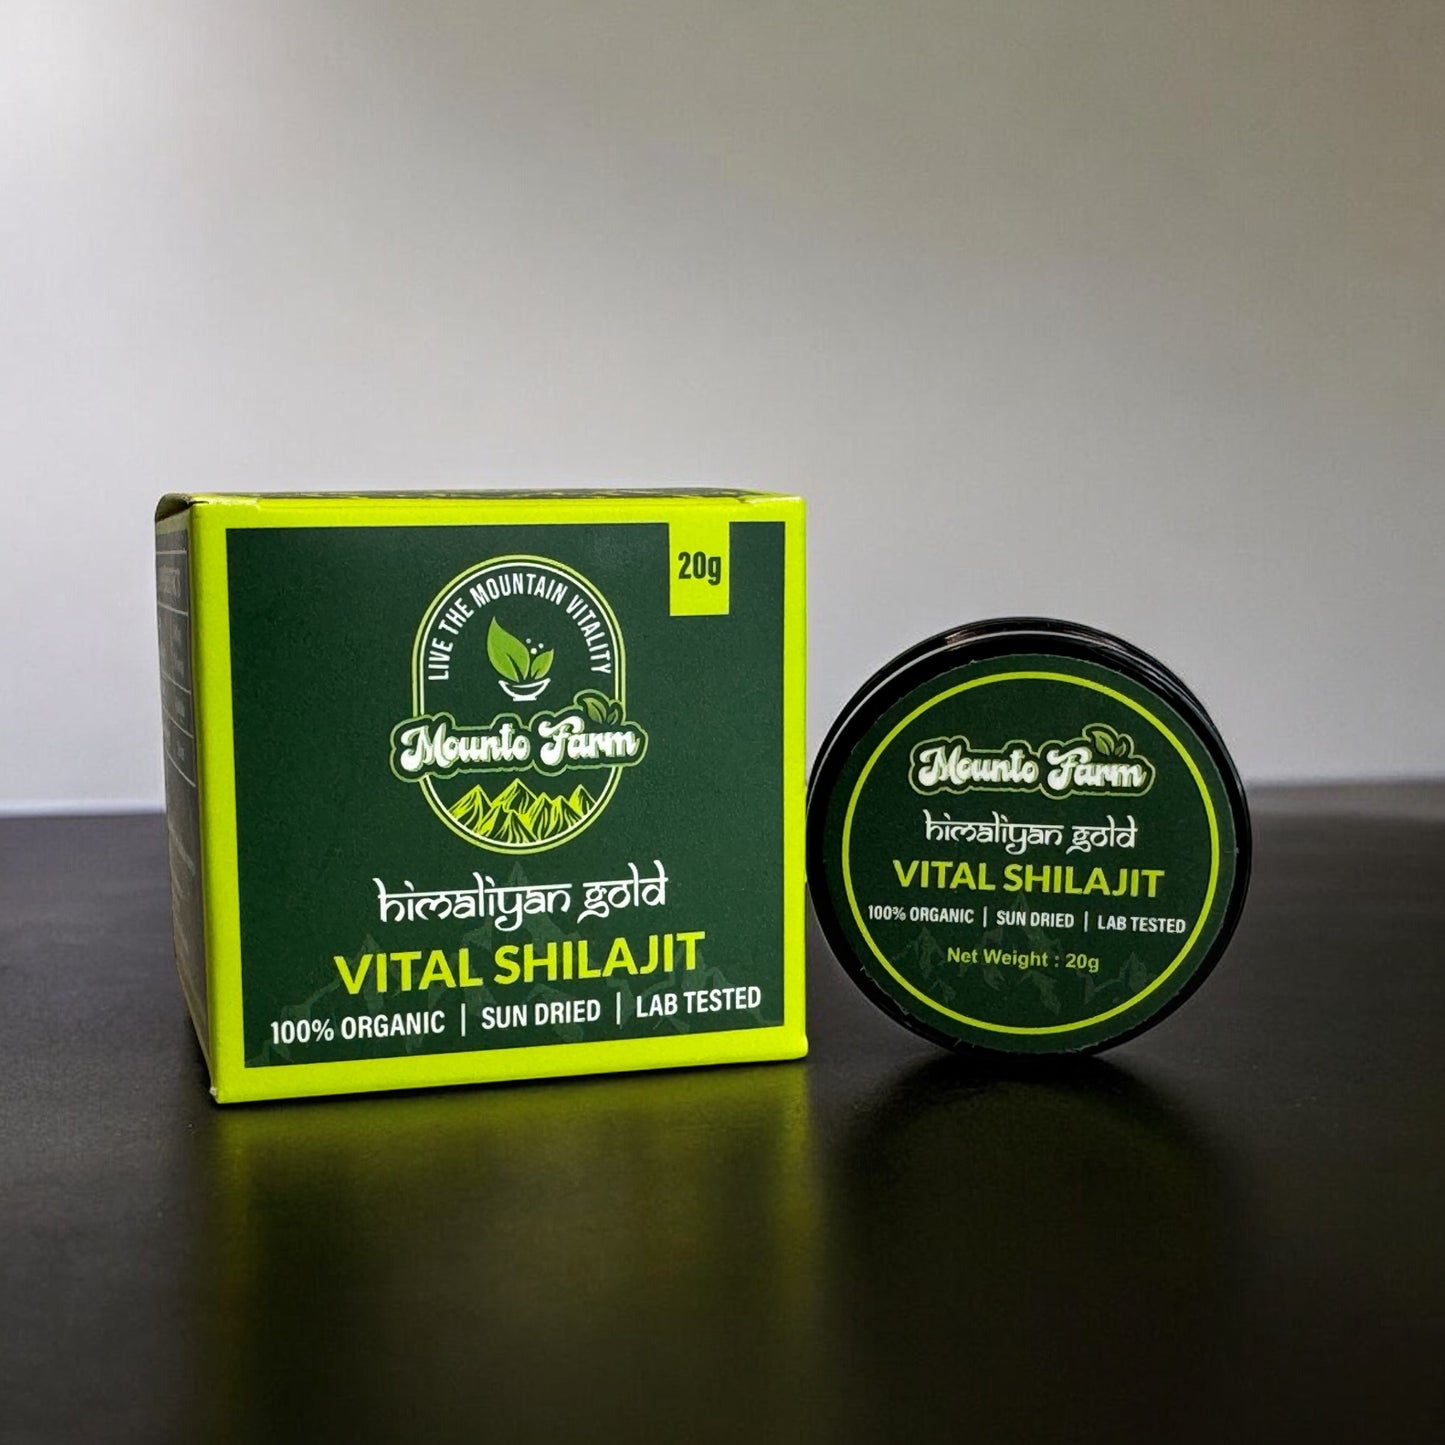 20g
LIVE THE MOUNTAIN VITALITY
Mounto Farm
himaliyan gold
VITAL SHILAJIT
100% ORGANIC | SUN DRIED | LAB TESTED
Mounto Farm
himaliyan gold
VITAL SHILAJIT
100% ORGANIC | SUN DRIED | LAB TESTED
Net Weight : 20g